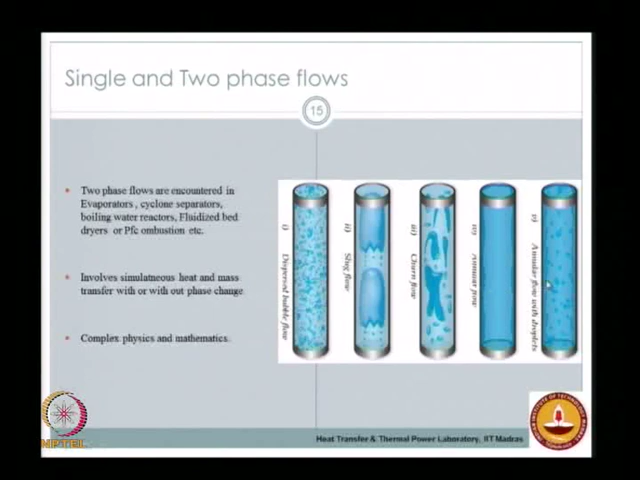 Single and Two phase flows
15
Two phase flows are encountered in
Evaporators , cyclone separators,
boiling water reactors, Fluidized bed
dryers or Pfc ombustion etc.
Involves simulatneous heat and mass
transfer with or with out phase change
Complex physics and mathematics.
i) Dispersed bubble flow
ii) Slug flow
iii) Churn flow
iv) Annular flow
v) Annular flow with droplets
NPTEL
Heat Transfer & Thermal Power Laboratory, IIT Madras